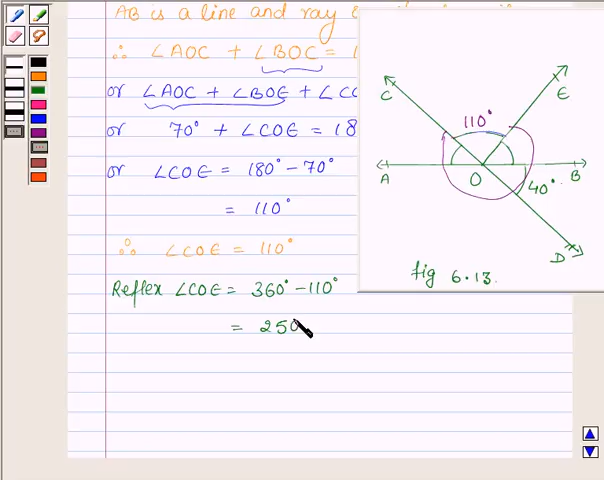 AB is a line and ray
∴ ∠AOC + ∠BOC =
or ∠AOC + ∠BOE + ∠CO
or 70° + ∠COE = 18
or ∠COE = 180° - 70°
= 110°
∴ ∠COE = 110°
Reflex ∠COE = 360° - 110°
= 250
C
110°
E
A
O
B
40°
D
fig 6.13.